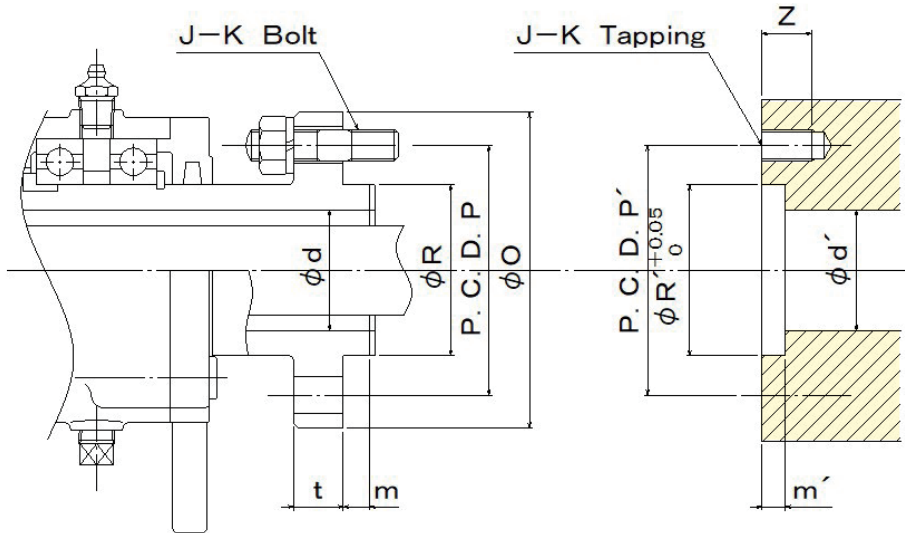 J-K Bolt
J-K Tapping
Z
φd
φR
P. C. D. P
φO
P. C. D. P´
φR´+0.05
0
φd´
t
m
m´